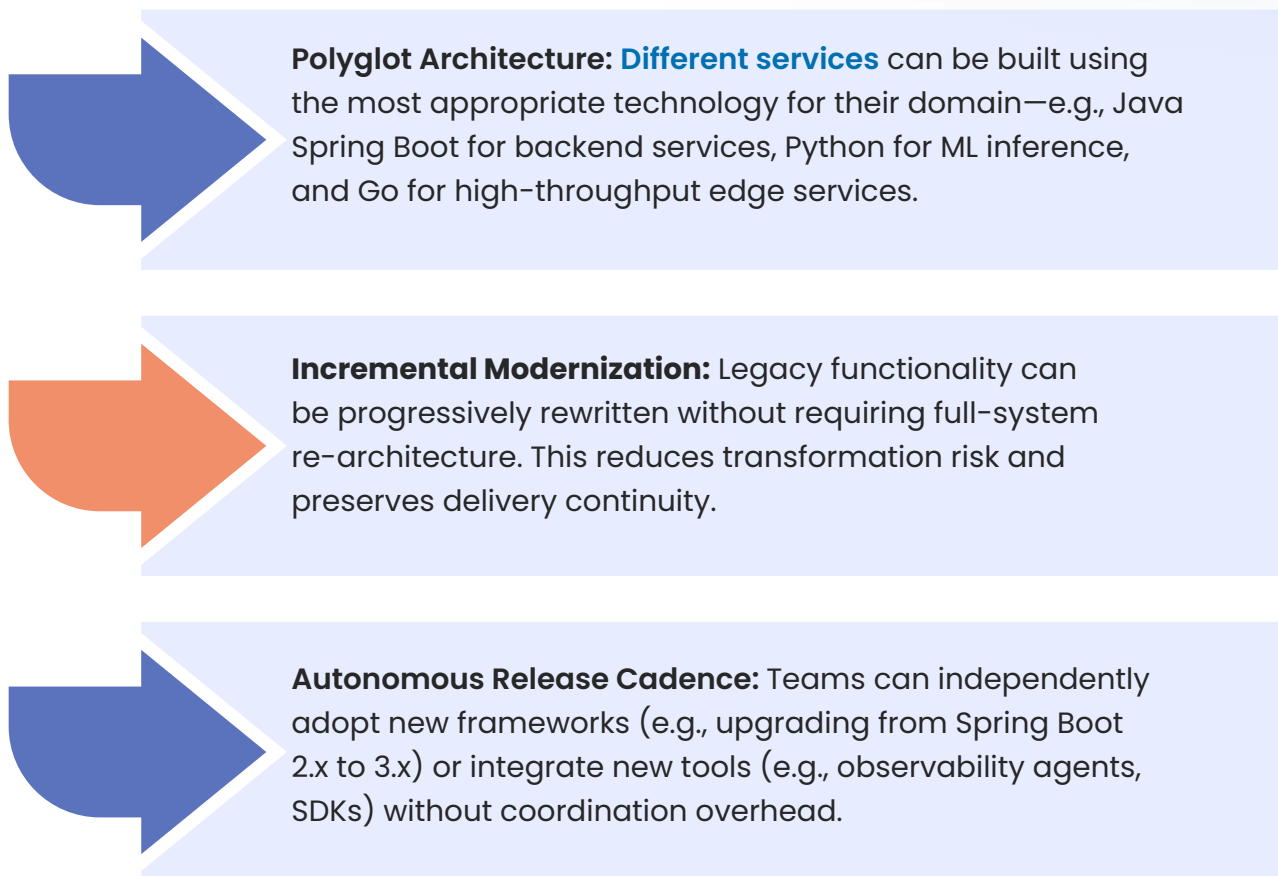 Polyglot Architecture: Different services can be built using
the most appropriate technology for their domain—e.g., Java
Spring Boot for backend services, Python for ML inference,
and Go for high-throughput edge services.
Incremental Modernization: Legacy functionality can
be progressively rewritten without requiring full-system
re-architecture. This reduces transformation risk and
preserves delivery continuity.
Autonomous Release Cadence: Teams can independently
adopt new frameworks (e.g., upgrading from Spring Boot
2.x to 3.x) or integrate new tools (e.g., observability agents,
SDKs) without coordination overhead.